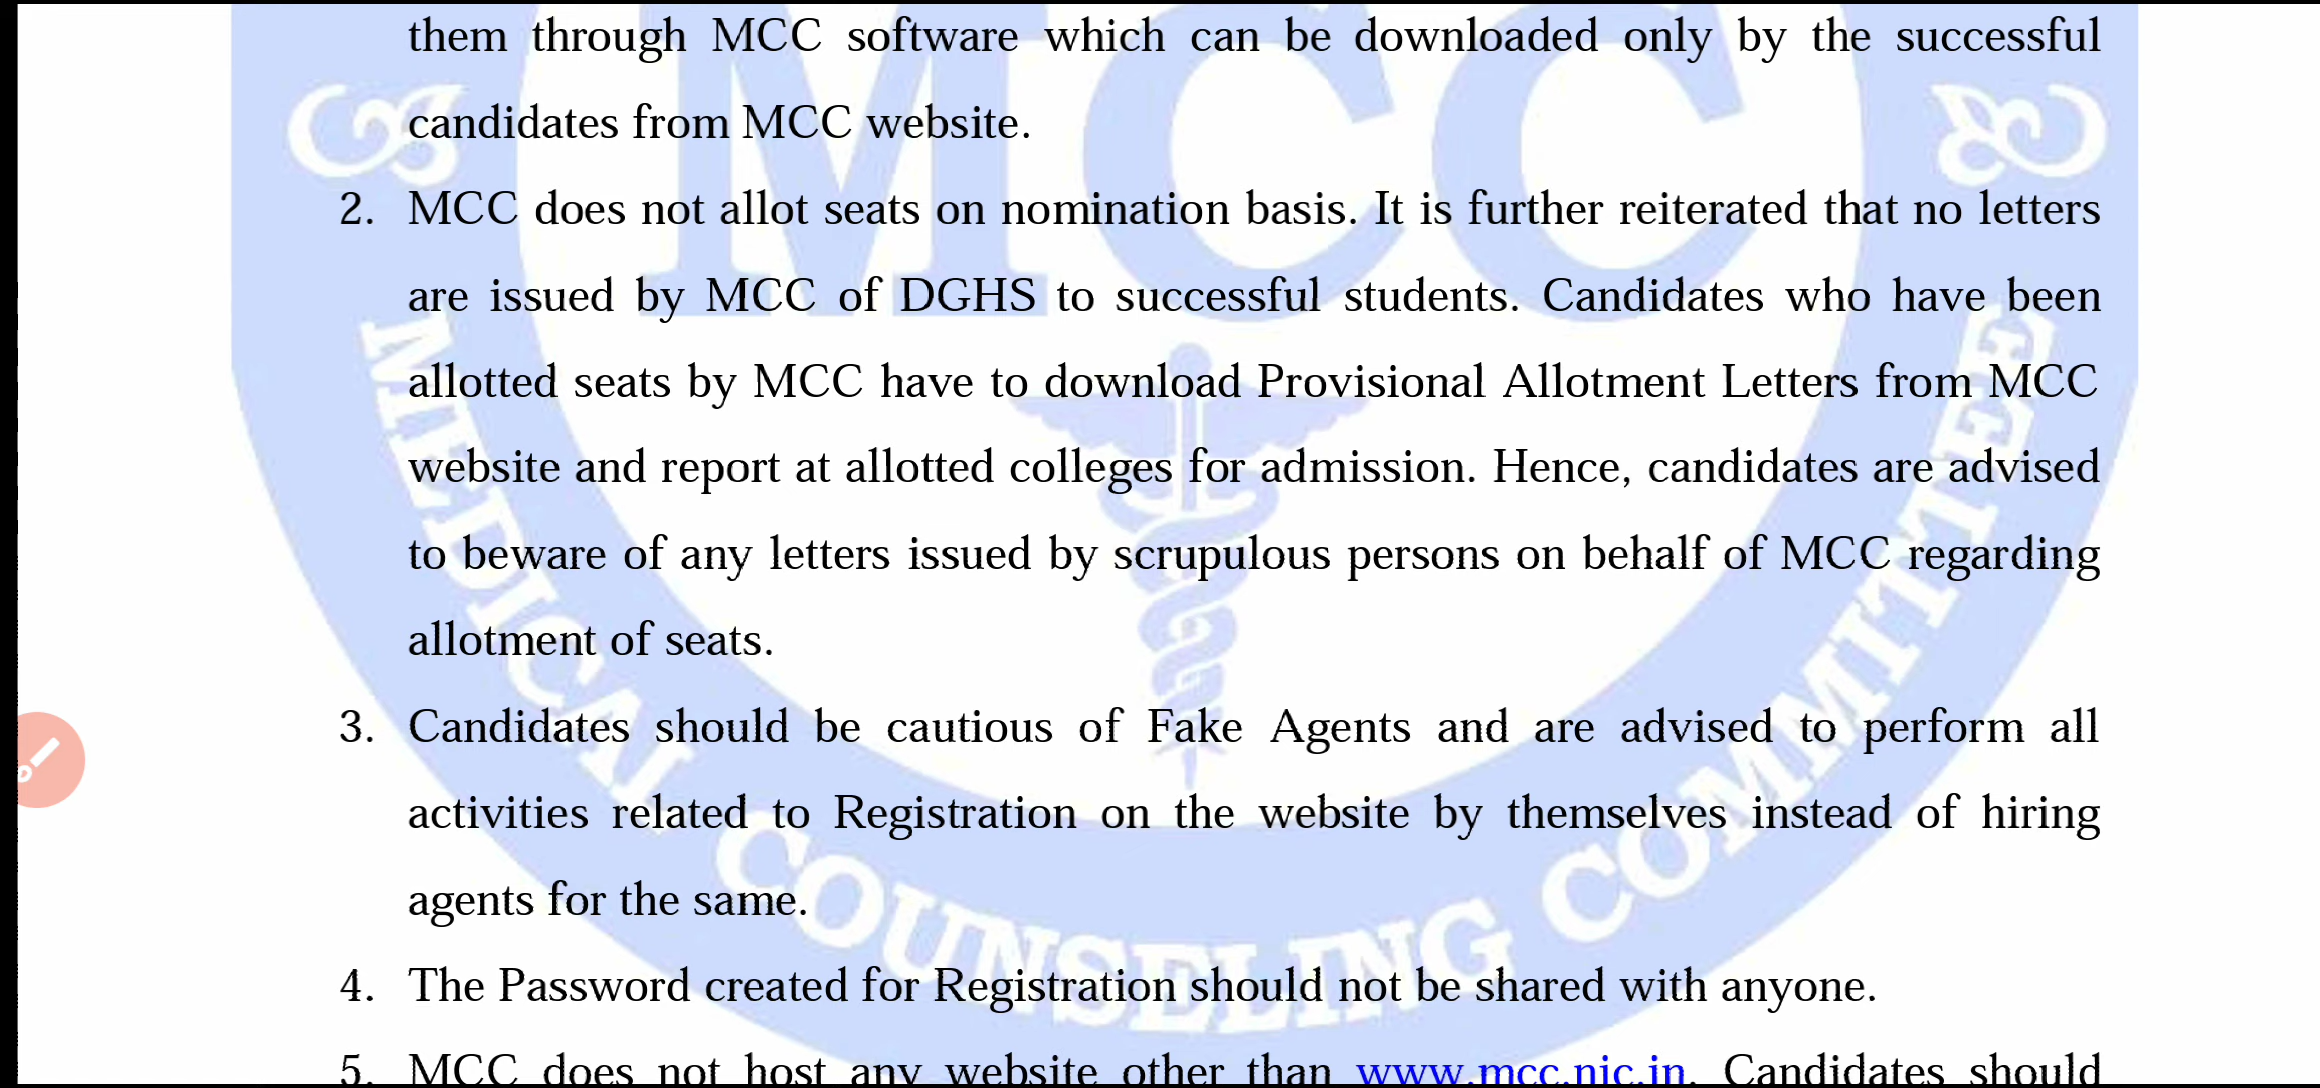 them through MCC software which can be downloaded only by the successful
candidates from MCC website.
2. MCC does not allot seats on nomination basis. It is further reiterated that no letters
are issued by MCC of DGHS to successful students. Candidates who have been
allotted seats by MCC have to download Provisional Allotment Letters from MCC
website and report at allotted colleges for admission. Hence, candidates are advised
to beware of any letters issued by scrupulous persons on behalf of MCC regarding
allotment of seats.
3. Candidates should be cautious of Fake Agents and are advised to perform all
activities related to Registration on the website by themselves instead of hiring
agents for the same.
4. The Password created for Registration should not be shared with anyone.
5. MCC does not host any website other than www.mcc.nic.in. Candidates should
MCC
MEDICAL COUNSELING COMMITTEE